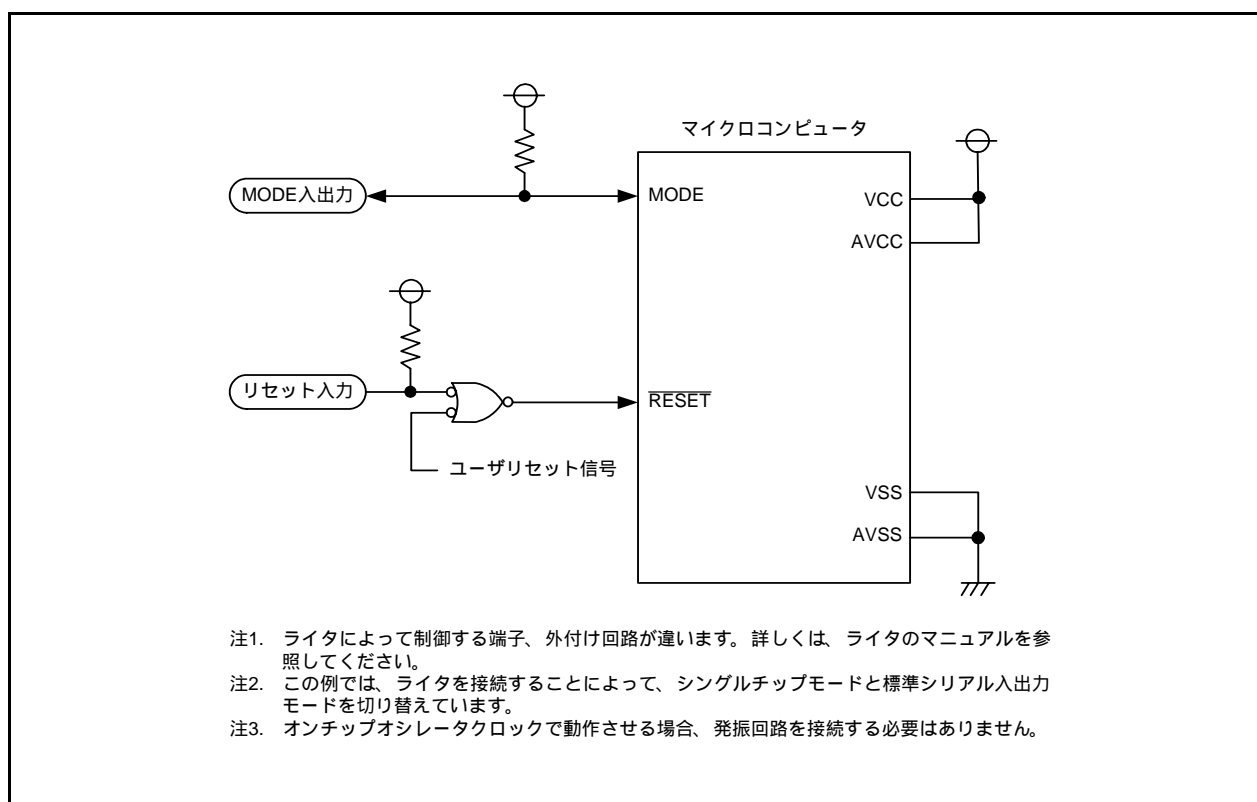 マイクロコンピュータ
MODE入出力
MODE
VCC
AVCC
リセット入力
RESET
ユーザリセット信号
VSS
AVSS
注1. ライタによって制御する端子、外付け回路が違います。詳しくは、ライタのマニュアルを参
照してください。
注2. この例では、ライタを接続することによって、シングルチップモードと標準シリアル入出力
モードを切り替えています。
注3. オンチップオシレータクロックで動作させる場合、発振回路を接続する必要はありません。